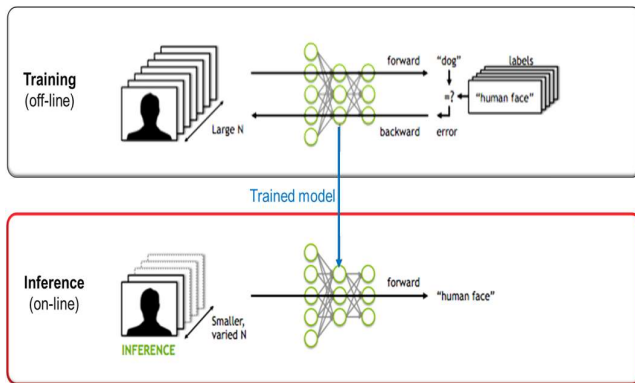 Training
(off-line)
Large N
forward
"dog"
labels
=?
"human face"
backward
error
Trained model
Inference
(on-line)
Smaller,
varied N
INFERENCE
forward
"human face"